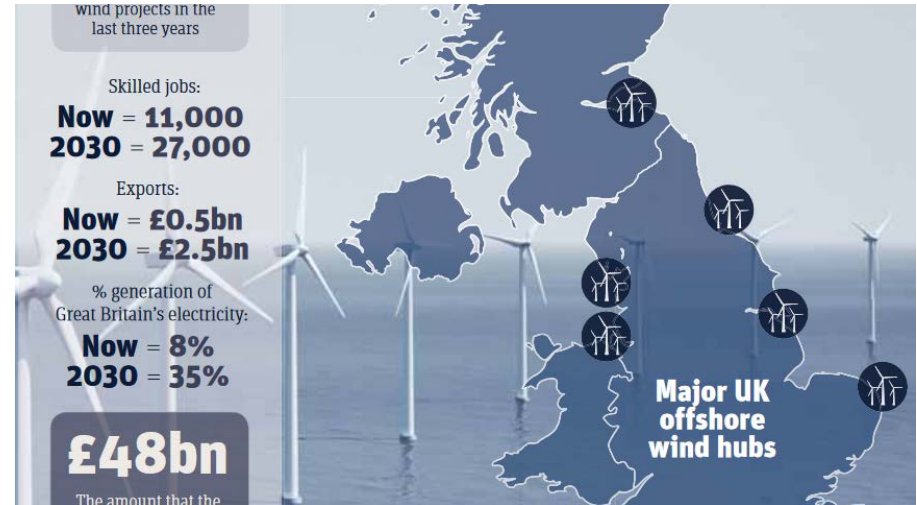 wind projects in the
last three years
Skilled jobs:
Now = 11,000
2030 = 27,000
Exports:
Now = £0.5bn
2030 = £2.5bn
% generation of
Great Britain's electricity:
Now = 8%
2030 = 35%
£48bn
The amount that the
Major UK
offshore
wind hubs